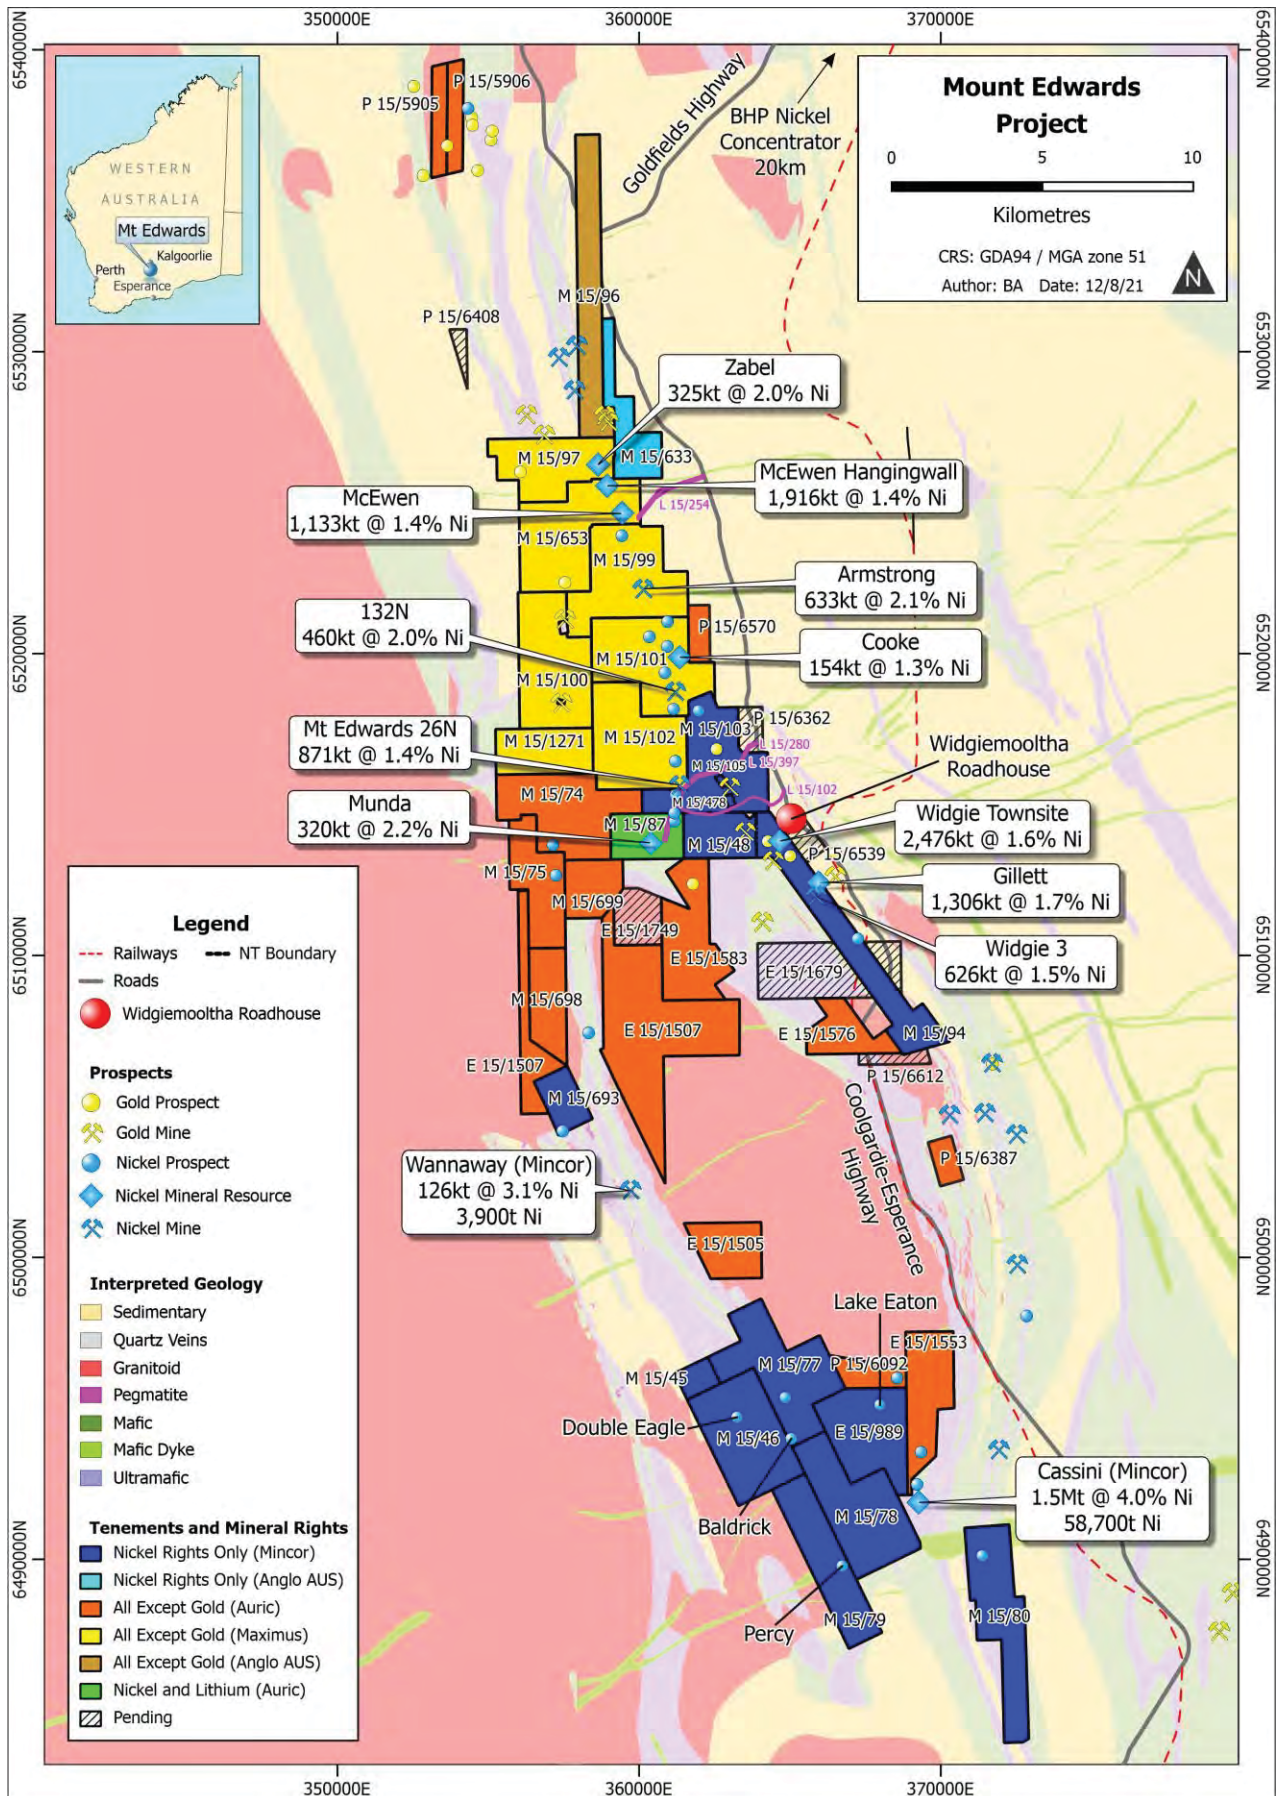 350000E
360000E
370000E
6540000N
6540000N
P 15/5906
P 15/5905
Goldfields Highway
BHP Nickel
Concentrator
20km
Mount Edwards
Project
0
5
10
Kilometres
CRS: GDA94 / MGA zone 51
Author: BA Date: 12/8/21
N
WESTERN
AUSTRALIA
Mt Edwards
Kalgoorlie
Perth
Esperance
M 15/96
P 15/6408
6530000N
6530000N
Zabel
325kt @ 2.0% Ni
M 15/97
M 15/633
McEwen Hangingwall
1,916kt @ 1.4% Ni
McEwen
1,133kt @ 1.4% Ni
L 15/254
M 15/653
M 15/99
Armstrong
633kt @ 2.1% Ni
132N
460kt @ 2.0% Ni
P 15/6570
6520000N
6520000N
Cooke
154kt @ 1.3% Ni
M 15/101
M 15/100
P 15/6362
M 15/103
Mt Edwards 26N
871kt @ 1.4% Ni
M 15/1271
M 15/102
L 15/280
L 15/397
M 15/105
Widgiemooltha
Roadhouse
L 15/102
M 15/74
M 15/478
Munda
320kt @ 2.2% Ni
M 15/87
M 15/48
Widgie Townsite
2,476kt @ 1.6% Ni
P 15/6539
M 15/75
Gillett
1,306kt @ 1.7% Ni
M 15/699
E 15/1749
Widgie 3
626kt @ 1.5% Ni
6510000N
6510000N
E 15/1583
E 15/1679
M 15/698
E 15/1507
E 15/1576
M 15/94
E 15/1507
P 15/6612
M 15/693
Coolgardie-Esperance
Highway
P 15/6387
Wannaway (Mincor)
126kt @ 3.1% Ni
3,900t Ni
6500000N
6500000N
E 15/1505
Lake Eaton
E 15/1553
M 15/45
M 15/77
P 15/6092
Double Eagle
M 15/46
E 15/989
Cassini (Mincor)
1.5Mt @ 4.0% Ni
58,700t Ni
Baldrick
M 15/78
6490000N
6490000N
M 15/79
Percy
M 15/80
Legend
Railways
NT Boundary
Roads
Widgiemooltha Roadhouse
Prospects
Gold Prospect
Gold Mine
Nickel Prospect
Nickel Mineral Resource
Nickel Mine
Interpreted Geology
Sedimentary
Quartz Veins
Granitoid
Pegmatite
Mafic
Mafic Dyke
Ultramafic
Tenements and Mineral Rights
Nickel Rights Only (Mincor)
Nickel Rights Only (Anglo AUS)
All Except Gold (Auric)
All Except Gold (Maximus)
All Except Gold (Anglo AUS)
Nickel and Lithium (Auric)
Pending
350000E
360000E
370000E